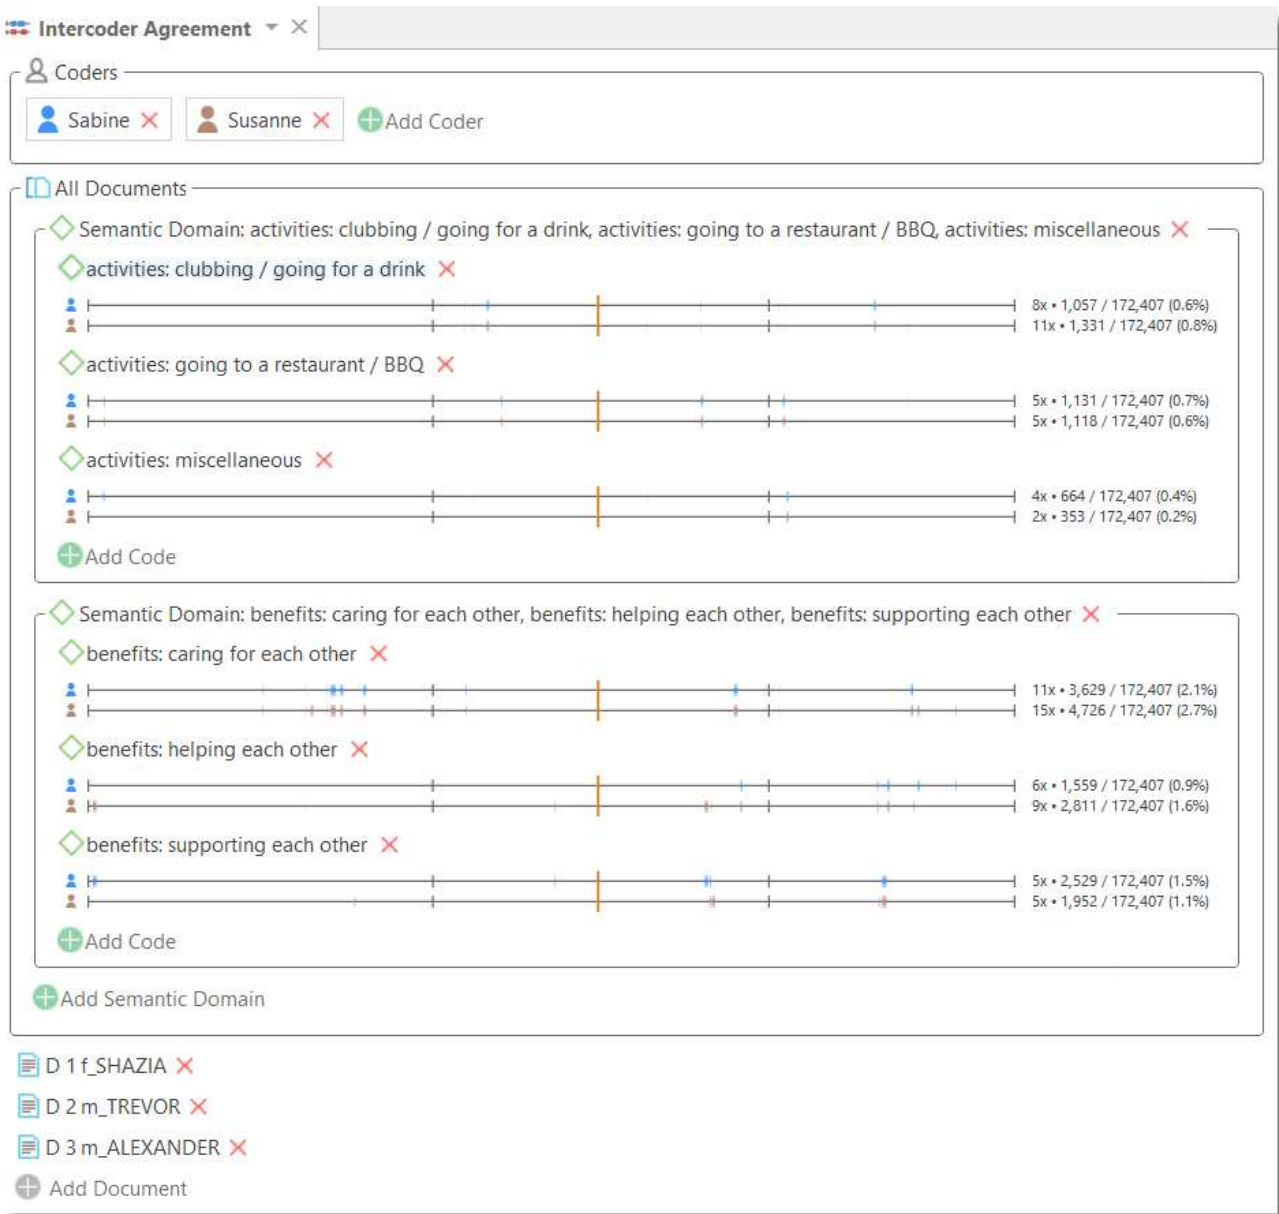 Intercoder Agreement
Coders
Sabine Susanne Add Coder
All Documents
Semantic Domain: activities: clubbing / going for a drink, activities: going to a restaurant / BBQ, activities: miscellaneous
activities: clubbing / going for a drink
8x • 1,057 / 172,407 (0.6%)
11x • 1,331 / 172,407 (0.8%)
activities: going to a restaurant / BBQ
5x • 1,131 / 172,407 (0.7%)
5x • 1,118 / 172,407 (0.6%)
activities: miscellaneous
4x • 664 / 172,407 (0.4%)
2x • 353 / 172,407 (0.2%)
Add Code
Semantic Domain: benefits: caring for each other, benefits: helping each other, benefits: supporting each other
benefits: caring for each other
11x • 3,629 / 172,407 (2.1%)
15x • 4,726 / 172,407 (2.7%)
benefits: helping each other
6x • 1,559 / 172,407 (0.9%)
9x • 2,811 / 172,407 (1.6%)
benefits: supporting each other
5x • 2,529 / 172,407 (1.5%)
5x • 1,952 / 172,407 (1.1%)
Add Code
Add Semantic Domain
D 1 f_SHAZIA
D 2 m_TREVOR
D 3 m_ALEXANDER
Add Document